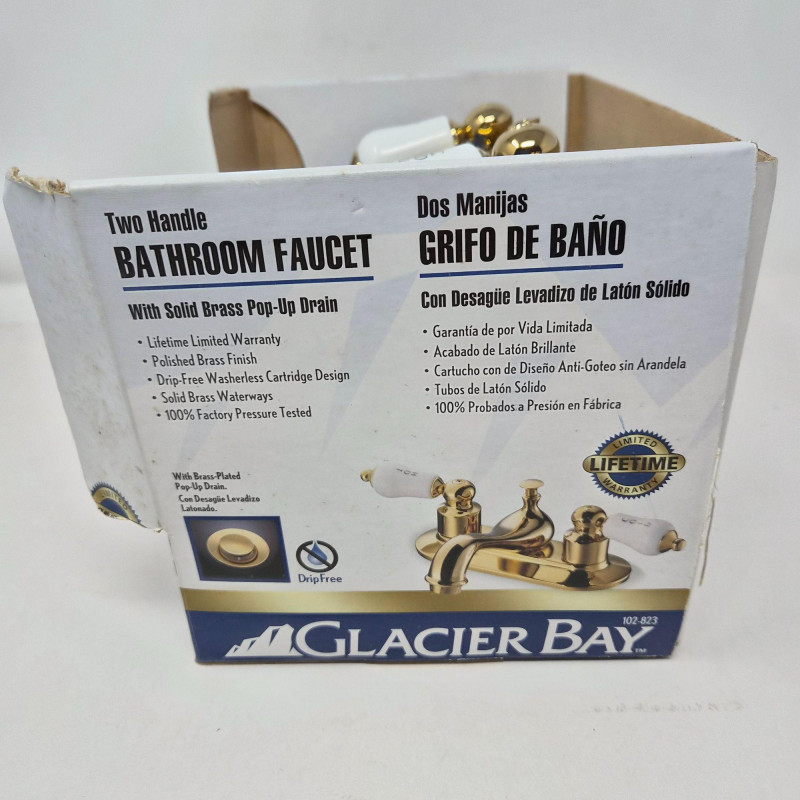 Two Handle
BATHROOM FAUCET
With Solid Brass Pop-Up Drain
• Lifetime Limited Warranty
• Polished Brass Finish
• Drip-Free Washerless Cartridge Design
• Solid Brass Waterways
• 100% Factory Pressure Tested
Dos Manijas
GRIFO DE BAÑO
Con Desagüe Levadizo de Latón Sólido
• Garantía de por Vida Limitada
• Acabado de Latón Brillante
• Cartucho con de Diseño Anti-Goteo sin Arandela
• Tubos de Latón Sólido
• 100% Probados a Presión en Fábrica
LIMITED
LIFETIME
WARRANTY
With Brass-Plated
Pop-Up Drain.
Con Desagüe Levadizo
Latonado.
DripFree
102-823
GLACIER BAY™